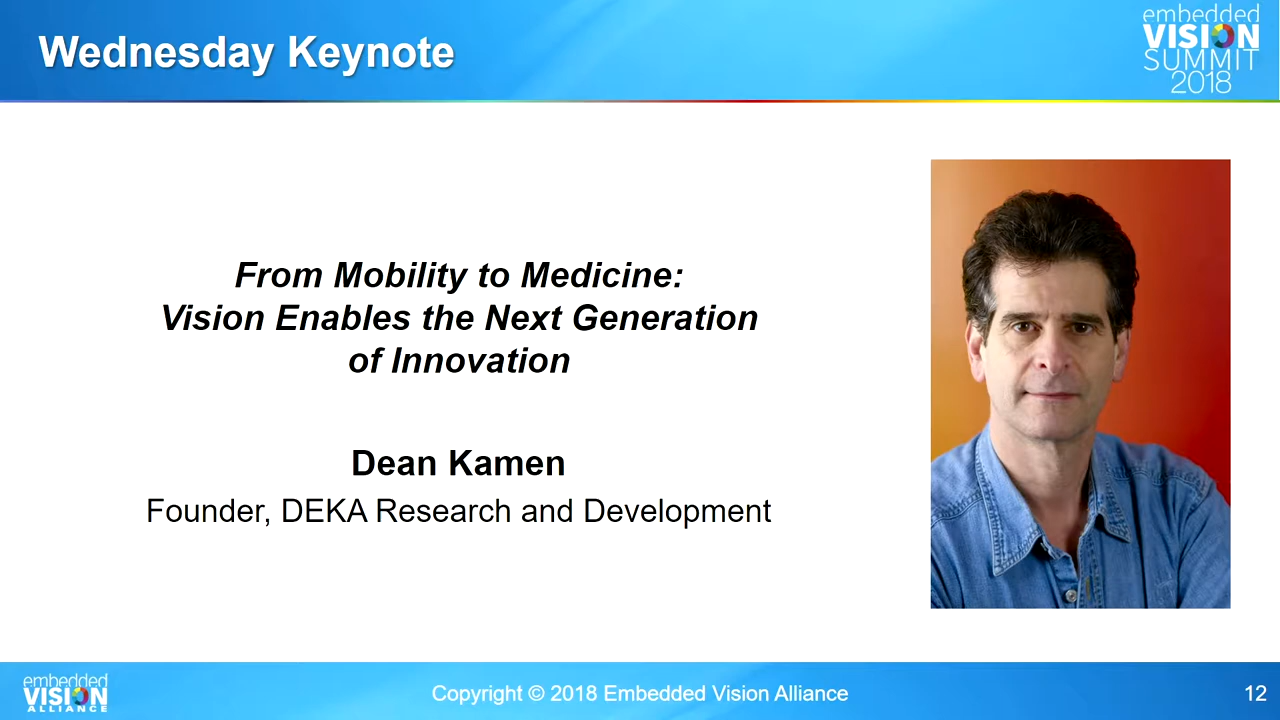 Wednesday Keynote
embedded
VISION
SUMMIT
2018
From Mobility to Medicine:
Vision Enables the Next Generation
of Innovation
Dean Kamen
Founder, DEKA Research and Development
embedded
VISION
ALLIANCE
Copyright © 2018 Embedded Vision Alliance
12